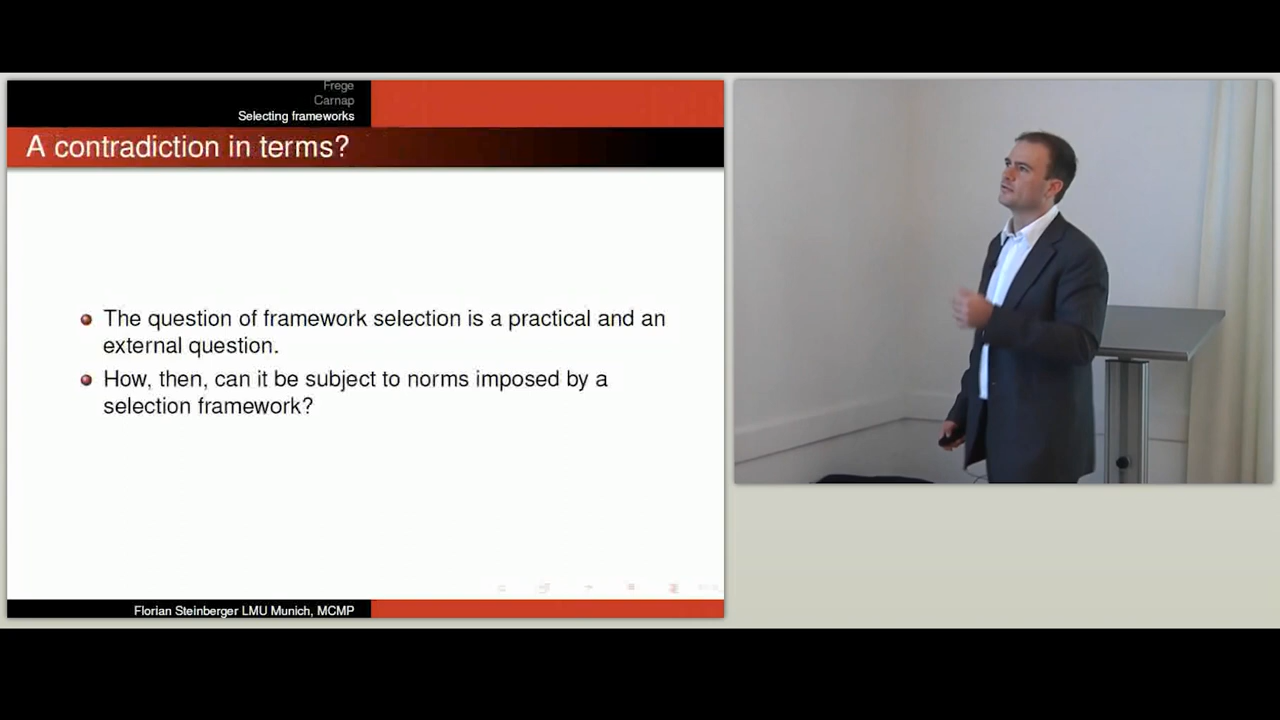 Frege
Carnap
Selecting frameworks
A contradiction in terms?
The question of framework selection is a practical and an
external question.
How, then, can it be subject to norms imposed by a
selection framework?
Florian Steinberger LMU Munich, MCMP